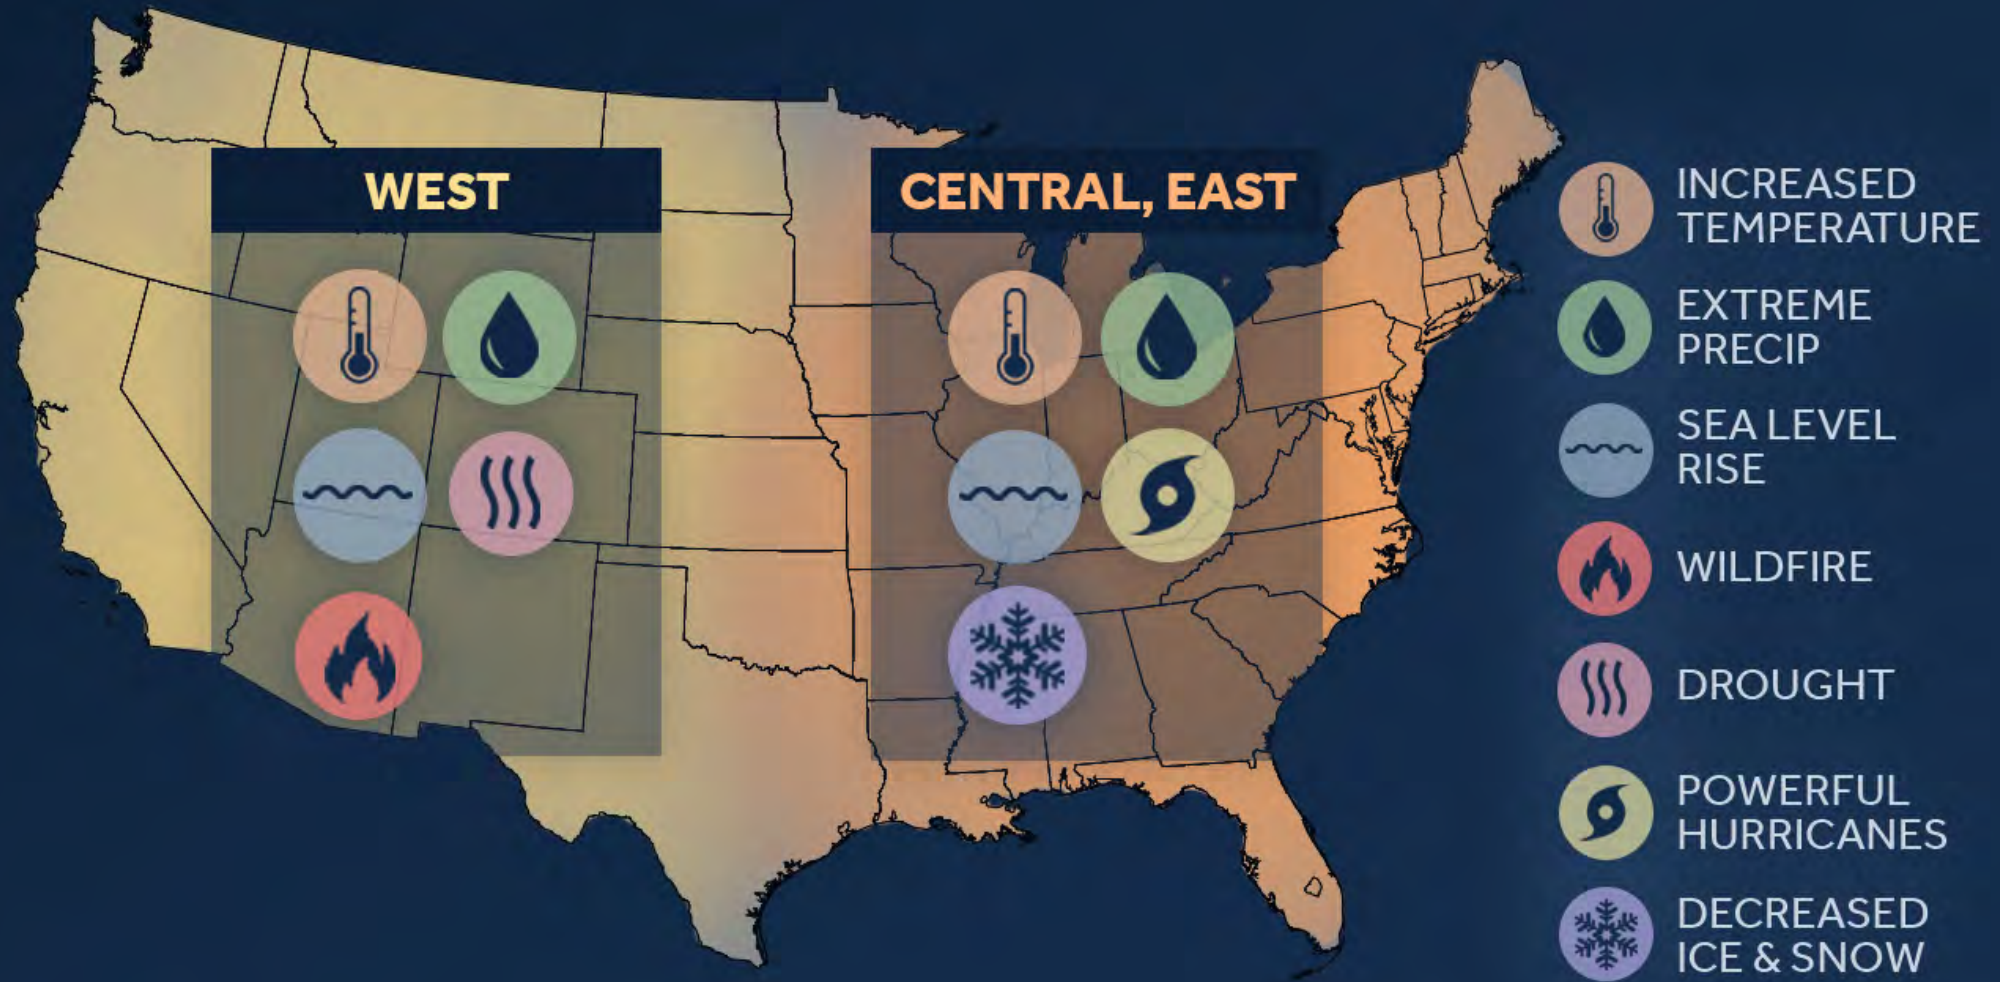 WEST
CENTRAL, EAST
INCREASED
TEMPERATURE
EXTREME
PRECIP
SEA LEVEL
RISE
WILDFIRE
DROUGHT
POWERFUL
HURRICANES
DECREASED
ICE & SNOW